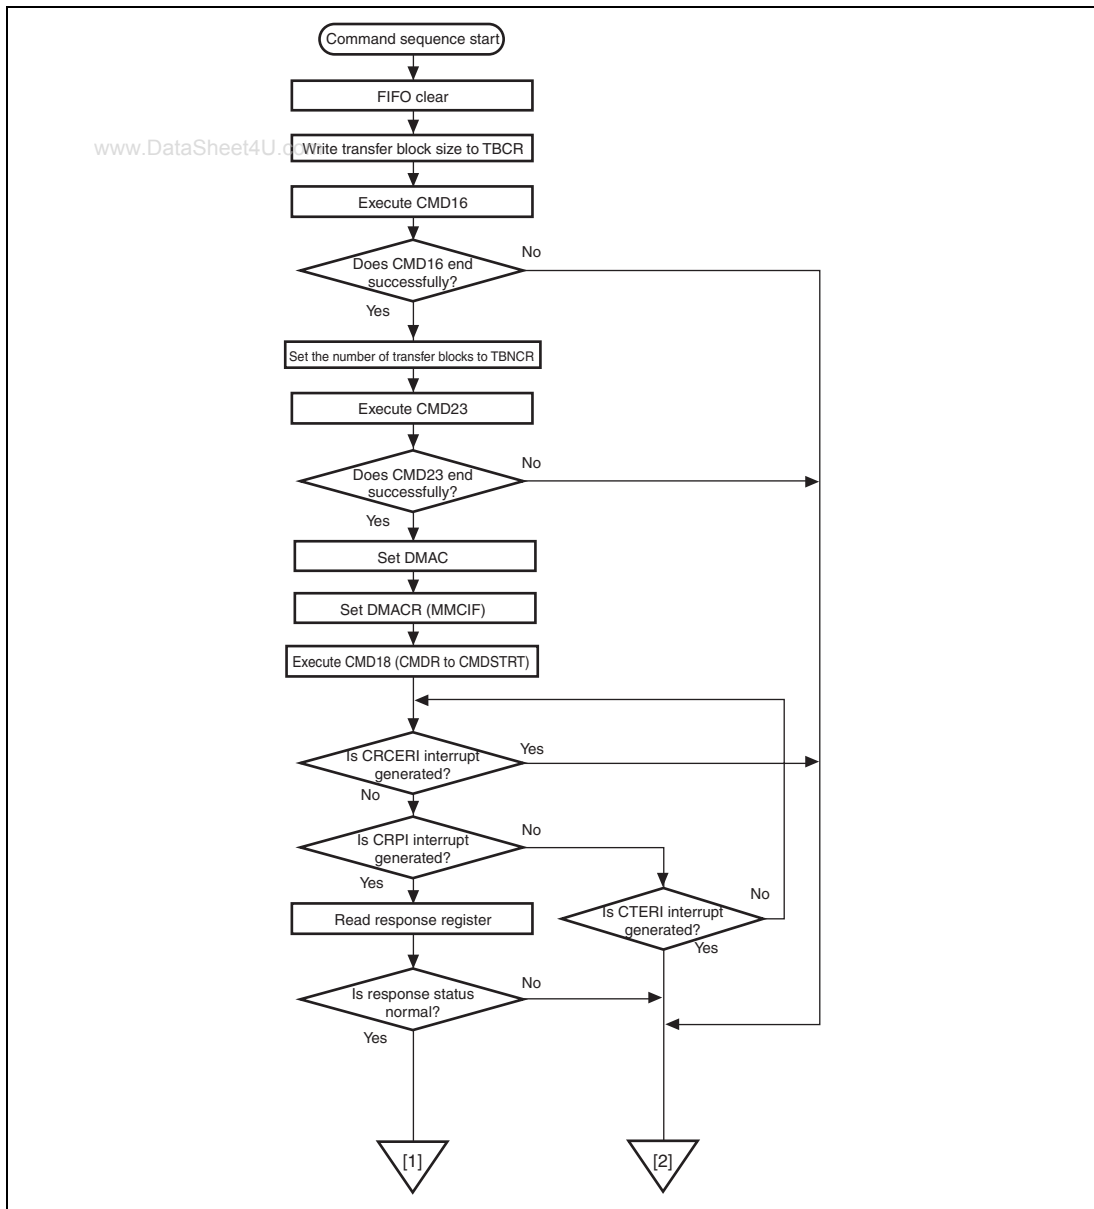 Command sequence start
FIFO clear
www.DataSheet4U.com
Write transfer block size to TBCR
Execute CMD16
Does CMD16 end
successfully?
No
Yes
Set the number of transfer blocks to TBNCR
Execute CMD23
Does CMD23 end
successfully?
No
Yes
Set DMAC
Set DMACR (MMCIF)
Execute CMD18 (CMDR to CMDSTRT)
Is CRCERI interrupt
generated?
Yes
No
Is CRPI interrupt
generated?
No
Yes
Is CTERI interrupt
generated?
No
Yes
Read response register
Is response status
normal?
No
Yes
[1]
[2]